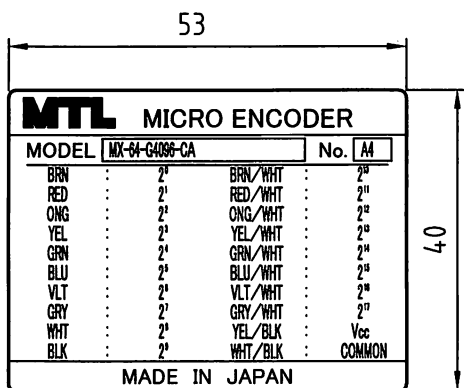 53
MTL MICRO ENCODER
MODEL MX-64-G4096-CA No. A4
BRN : 2⁰ BRN/WHT : 2¹⁰
RED : 2¹ RED/WHT : 2¹¹
ONG : 2² ONG/WHT : 2¹²
YEL : 2³ YEL/WHT : 2¹³
GRN : 2⁴ GRN/WHT : 2¹⁴
BLU : 2⁵ BLU/WHT : 2¹⁵
VLT : 2⁶ VLT/WHT : 2¹⁶
GRY : 2⁷ GRY/WHT : 2¹⁷
WHT : 2⁸ YEL/BLK : Vcc
BLK : 2⁹ WHT/BLK : COMMON
MADE IN JAPAN
40